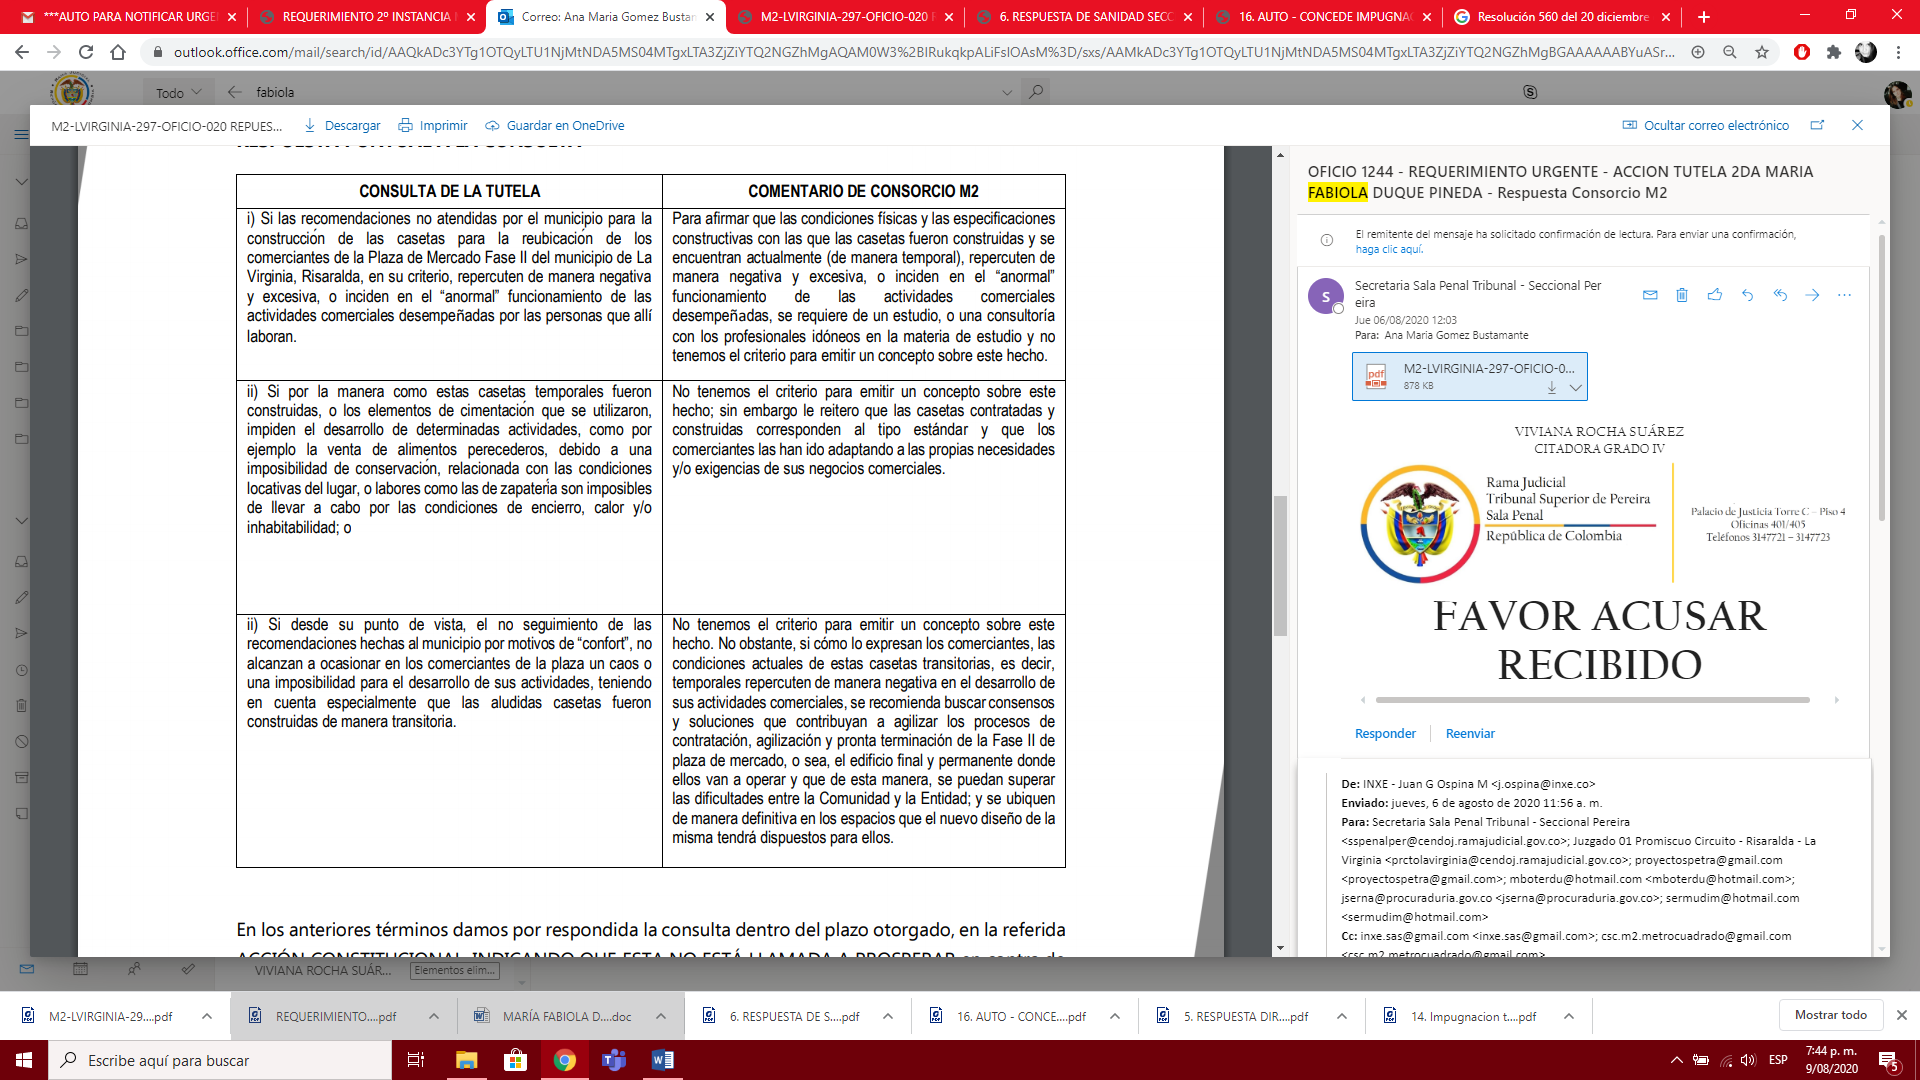 ***AUTO PARA NOTIFICAR URGE
REQUERIMIENTO 2º INSTANCIA
Correo: Ana Maria Gomez Bustan
M2-LVIRGINIA-297-OFICIO-020
6. RESPUESTA DE SANIDAD SECC
16. AUTO - CONCEDE IMPUGNA
Resolución 560 del 20 diciembre
Todo
fabiola
M2-LVIRGINIA-297-OFICIO-020 REPUES...
Descargar
Imprimir
Guardar en OneDrive
Ocultar correo electrónico
CONSULTA DE LA TUTELA
i) Si las recomendaciones no atendidas por el municipio para la
construcción de las casetas para la reubicación de los
comerciantes de la Plaza de Mercado Fase II del municipio de La
Virginia, Risaralda, en su criterio, repercuten de manera negativa
y excesiva, o inciden en el “anormal” funcionamiento de las
actividades comerciales desempeñadas por las personas que allí
laboran.
COMENTARIO DE CONSORCIO M2
Para afirmar que las condiciones físicas y las especificaciones
constructivas con las que las casetas fueron construidas y se
encuentran actualmente (de manera temporal), repercuten de
manera negativa y excesiva, o inciden en el “anormal”
funcionamiento de las actividades comerciales
desempeñadas, se requiere de un estudio, o una consultoría
con los profesionales idóneos en la materia de estudio y no
tenemos el criterio para emitir un concepto sobre este hecho.
ii) Si por la manera como estas casetas temporales fueron
construidas, o los elementos de cimentación que se utilizaron,
impiden el desarrollo de determinadas actividades, como por
ejemplo la venta de alimentos perecederos, debido a una
imposibilidad de conservación, relacionada con las condiciones
locativas del lugar, o labores como las de zapatería son imposibles
de llevar a cabo por las condiciones de encierro, calor y/o
inhabitabilidad; o
No tenemos el criterio para emitir un concepto sobre este
hecho; sin embargo le reitero que las casetas contratadas y
construidas corresponden al tipo estándar y que los
comerciantes las han ido adaptando a las propias necesidades
y/o exigencias de sus negocios comerciales.
ii) Si desde su punto de vista, el no seguimiento de las
recomendaciones hechas al municipio por motivos de “confort”, no
alcanzan a ocasionar en los comerciantes de la plaza un caos o
una imposibilidad para el desarrollo de sus actividades, teniendo
en cuenta especialmente que las aludidas casetas fueron
construidas de manera transitoria.
No tenemos el criterio para emitir un concepto sobre este
hecho. No obstante, si cómo lo expresan los comerciantes, las
condiciones actuales de estas casetas transitorias, es decir,
temporales repercuten de manera negativa en el desarrollo de
sus actividades comerciales, se recomienda buscar consensos
y soluciones que contribuyan a agilizar los procesos de
contratación, agilización y pronta terminación de la Fase II de
plaza de mercado, o sea, el edificio final y permanente donde
ellos van a operar y que de esta manera, se puedan superar
las dificultades entre la Comunidad y la Entidad; y se ubiquen
de manera definitiva en los espacios que el nuevo diseño de la
misma tendrá dispuestos para ellos.
En los anteriores términos damos por respondida la consulta dentro del plazo otorgado, en la referida
ACCIÓN CONSTITUCIONAL, INDICANDO QUE ESTA NO ESTÁ LLAMADA A PROSPERAR en contra de
OFICIO 1244 - REQUERIMIENTO URGENTE - ACCION TUTELA 2DA MARIA
FABIOLA DUQUE PINEDA - Respuesta Consorcio M2
El remitente del mensaje ha solicitado confirmación de lectura. Para enviar una confirmación,
haga clic aquí.
S
Secretaria Sala Penal Tribunal - Seccional Per
eira
Jue 06/08/2020 12:03
Para: Ana Maria Gomez Bustamante
pdf
M2-LVIRGINIA-297-OFICIO-0...
878 KB
VIVIANA ROCHA SUÁREZ
CITADORA GRADO IV
Rama Judicial
Tribunal Superior de Pereira
Sala Penal
República de Colombia
Palacio de Justicia Torre C – Piso 4
Oficinas 401/405
Teléfonos 3147721 – 3147723
FAVOR ACUSAR
RECIBIDO
Responder
Reenviar
De: INXE - Juan G Ospina M <j.ospina@inxe.co>
Enviado: jueves, 6 de agosto de 2020 11:56 a. m.
Para: Secretaria Sala Penal Tribunal - Seccional Pereira
<sspenalper@cendoj.ramajudicial.gov.co>; Juzgado 01 Promiscuo Circuito - Risaralda - La
Virginia <prctolavirginia@cendoj.ramajudicial.gov.co>; proyectospetra@gmail.com
<proyectospetra@gmail.com>; mboterdu@hotmail.com <mboterdu@hotmail.com>;
jserna@procuraduria.gov.co <jserna@procuraduria.gov.co>; sermudim@hotmail.com
<sermudim@hotmail.com>
Cc: inxe.sas@gmail.com <inxe.sas@gmail.com>; csc.m2.metrocuadrado@gmail.com
<csc.m2.metrocuadrado@gmail.com>
VIVIANA ROCHA SUÁR...
Elementos elim...
M2-LVIRGINIA-29....pdf
REQUERIMIENTO....pdf
MARÍA FABIOLA D....doc
6. RESPUESTA DE S....pdf
16. AUTO - CONCE....pdf
5. RESPUESTA DIR....pdf
14. Impugnacion t....pdf
Mostrar todo
Escribe aquí para buscar
ESP
7:44 p. m.
9/08/2020
5